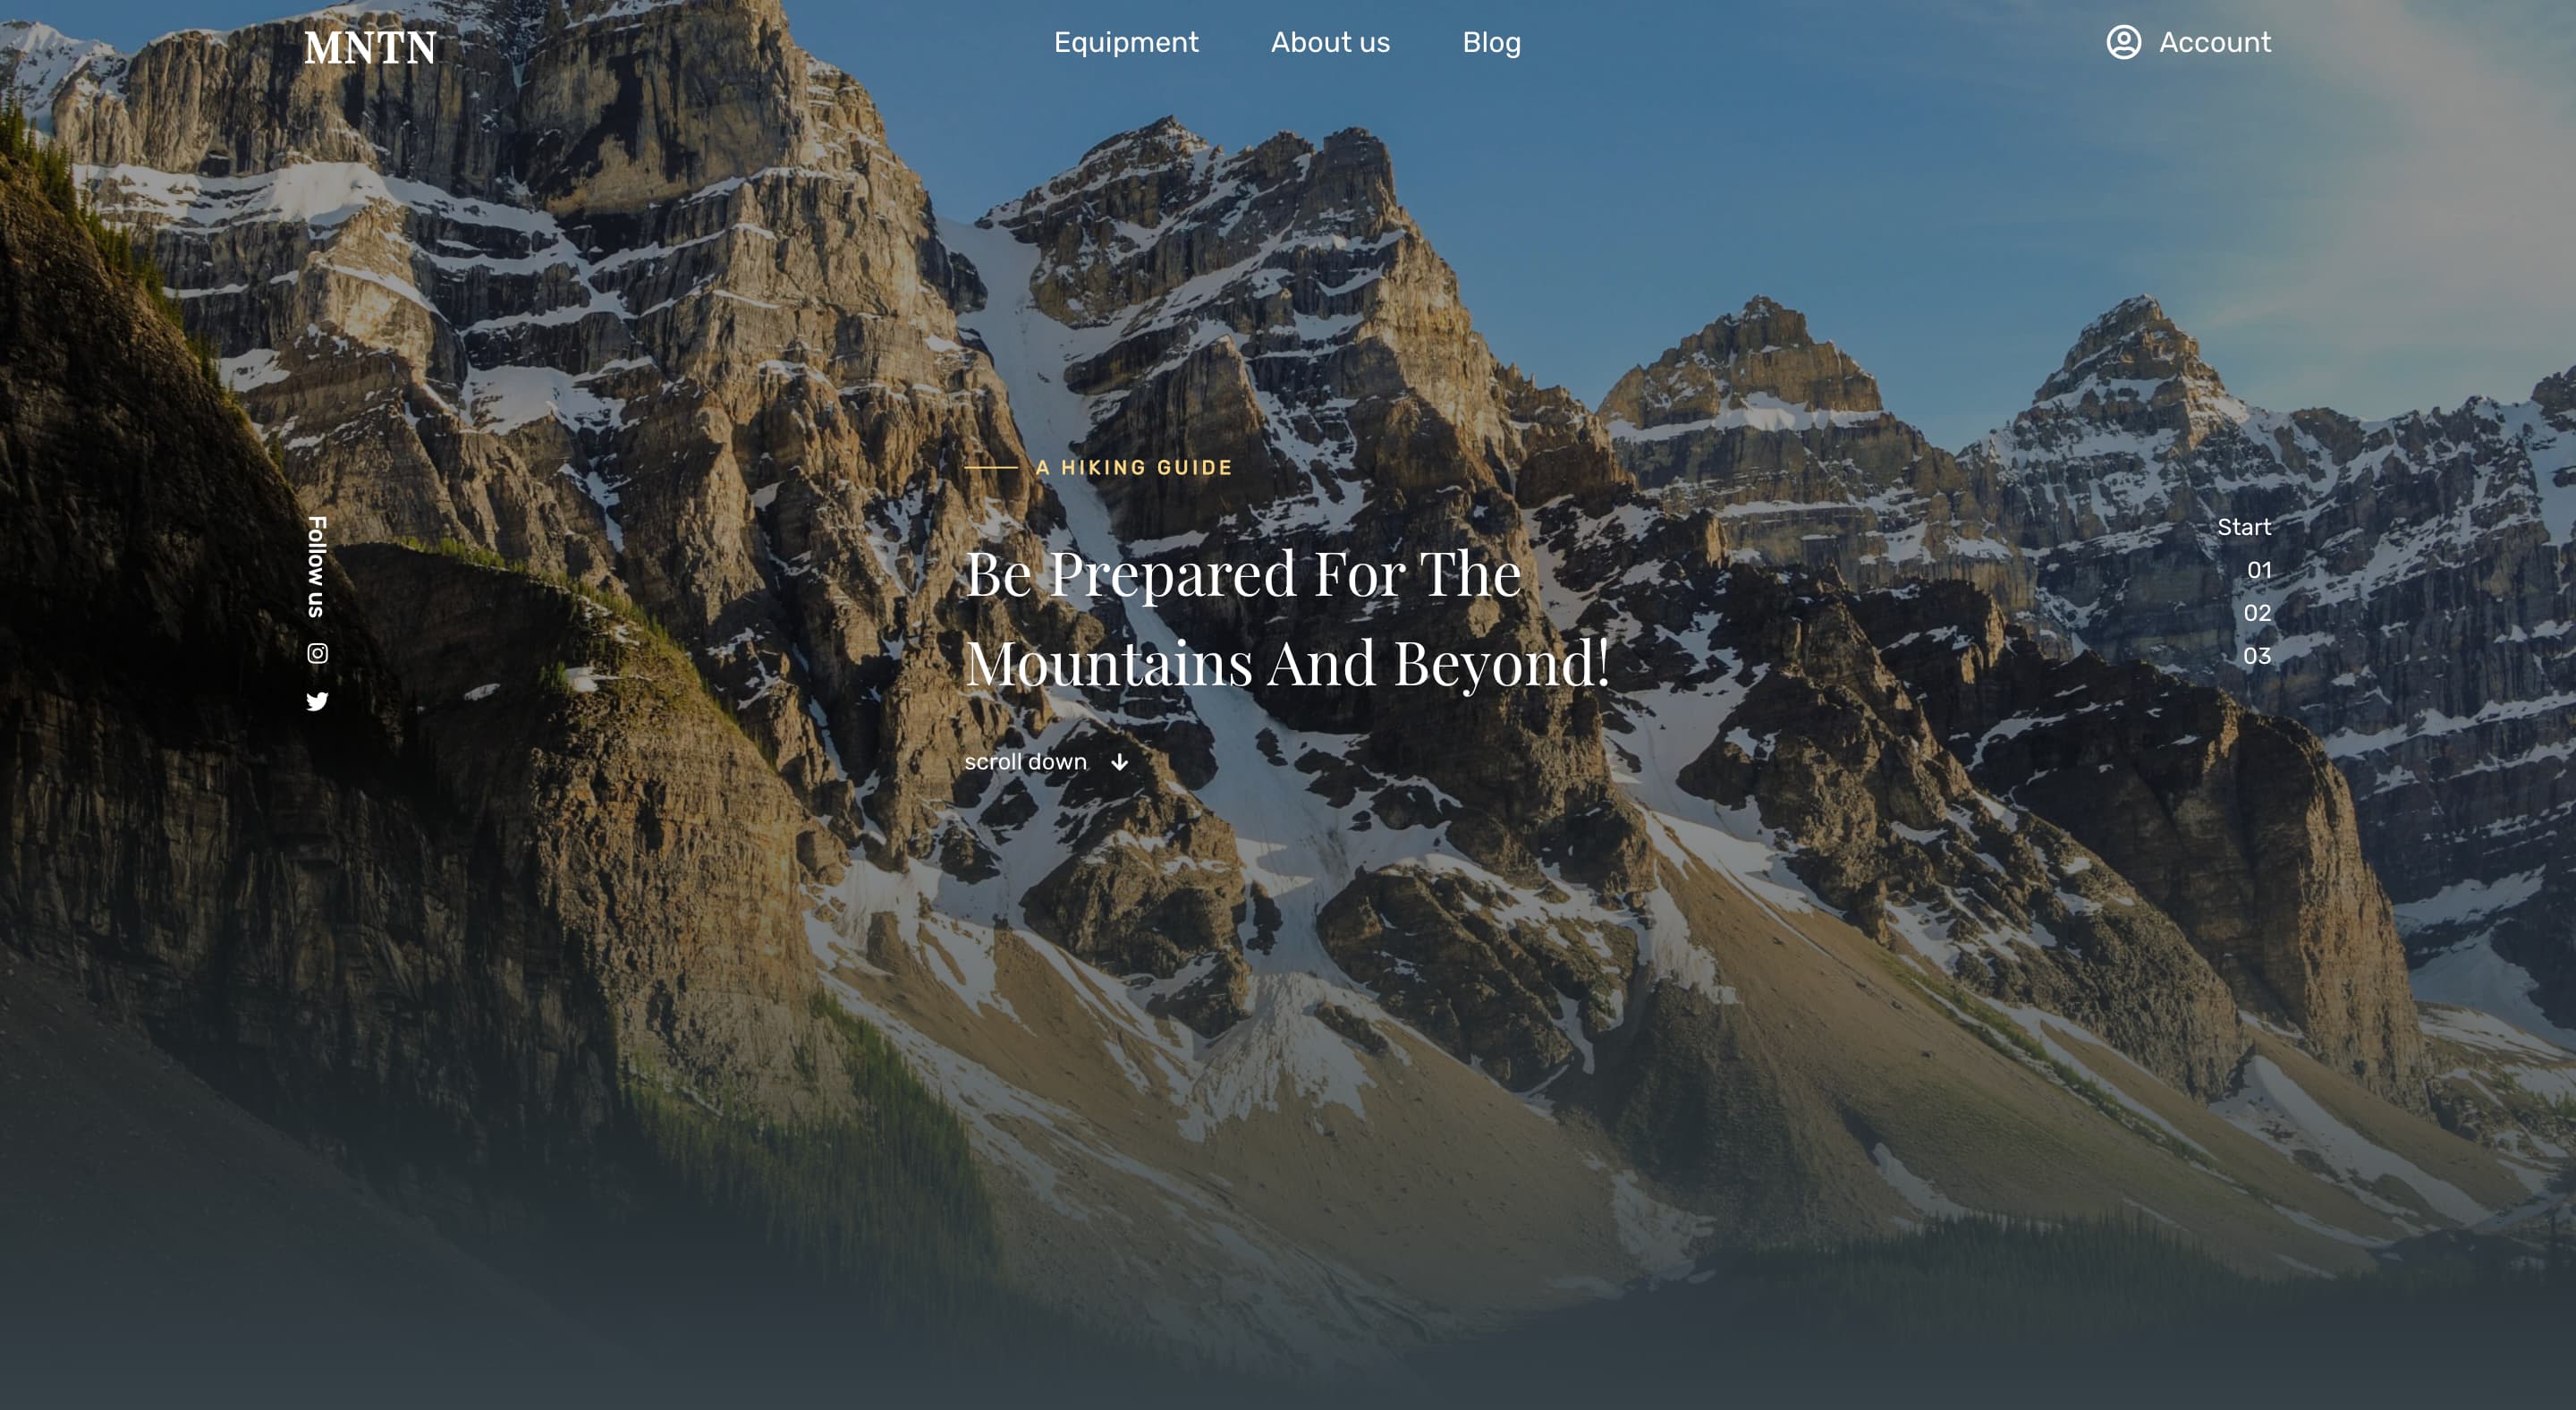 MNTN
Equipment
About us
Blog
Account
A HIKING GUIDE
Be Prepared For The
Mountains And Beyond!
scroll down
Follow us
Start
01
02
03